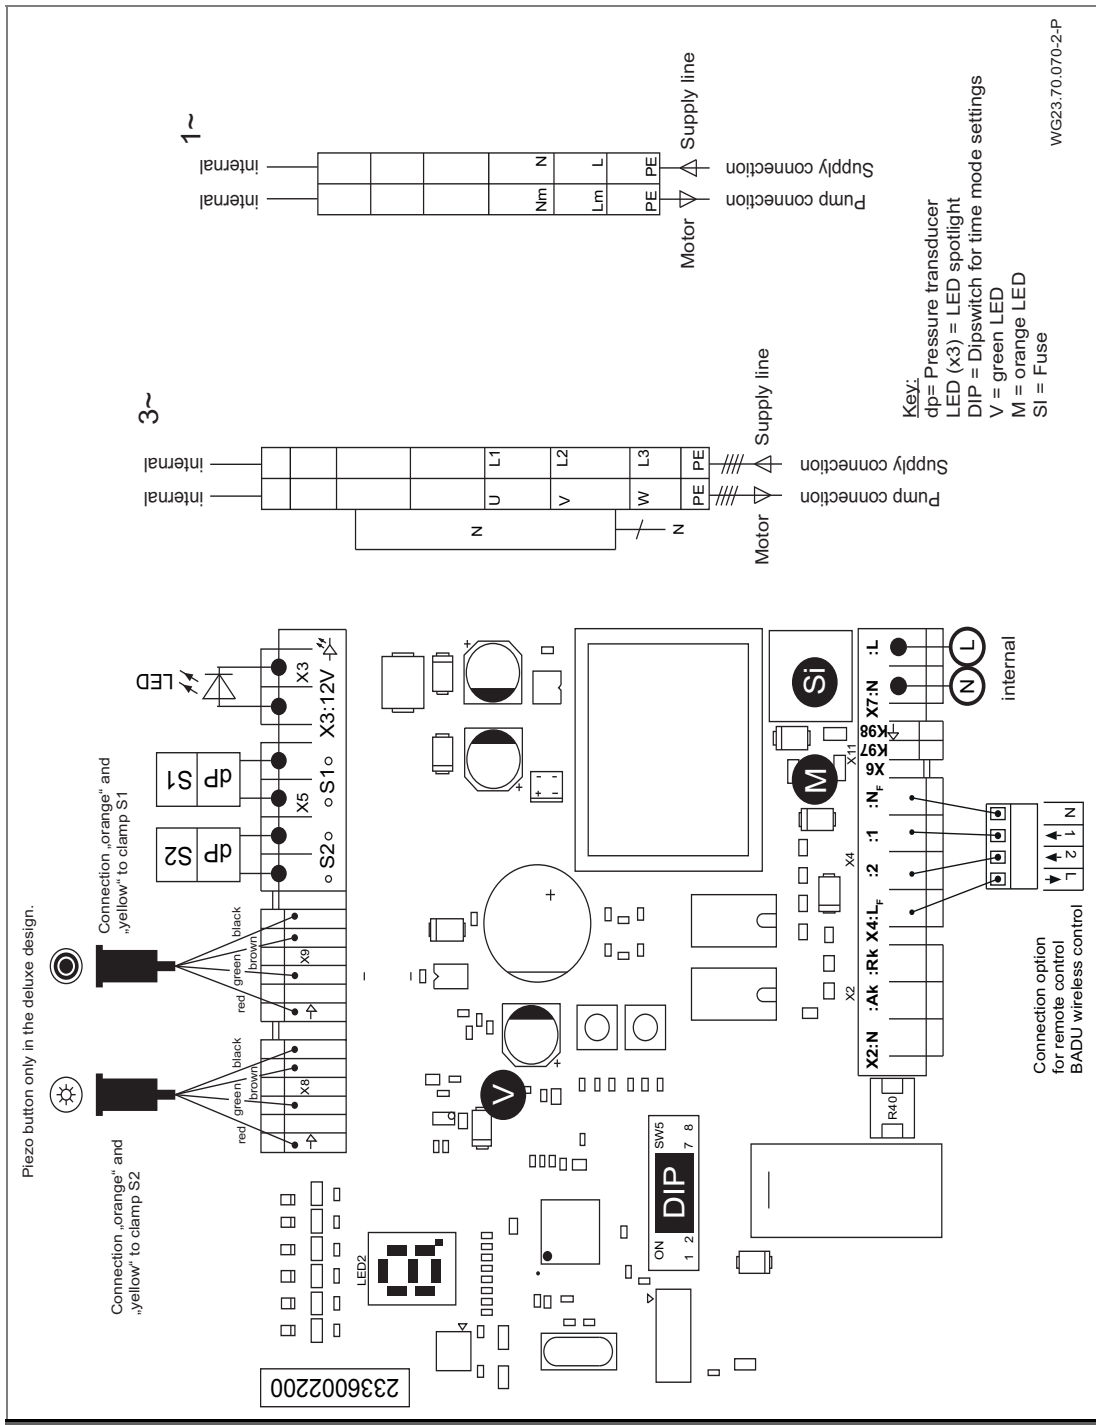 Piezo button only in the deluxe design.
Connection „orange“ and
„yellow“ to clamp S2
Connection „orange“ and
„yellow“ to clamp S1
red
green
brown
black
red
green
brown
black
X8
X9
dP S2
dP S1
LED
S2
S1
X5
X3:12V
X3
2336002200
LED2
V
ON
DIP
SW5
1 2
7 8
M
Si
R40
X2:N
:Ak
:Rk
X4:LF
:2
:1
:NF
X6
K97
K98
X7:N
:L
X2
X4
X11
N
L
internal
L
2
1
N
Connection option
for remote control
BADU wireless control
3~
internal
internal
L1
L2
L3
PE
U
V
W
PE
N
N
Motor
Supply line
Pump connection
Supply connection
1~
internal
internal
N
L
PE
Nm
Lm
PE
Motor
Supply line
Pump connection
Supply connection
Key:
dp= Pressure transducer
LED (x3) = LED spotlight
DIP = Dipswitch for time mode settings
V = green LED
M = orange LED
SI = Fuse
WG23.70.070-2-P